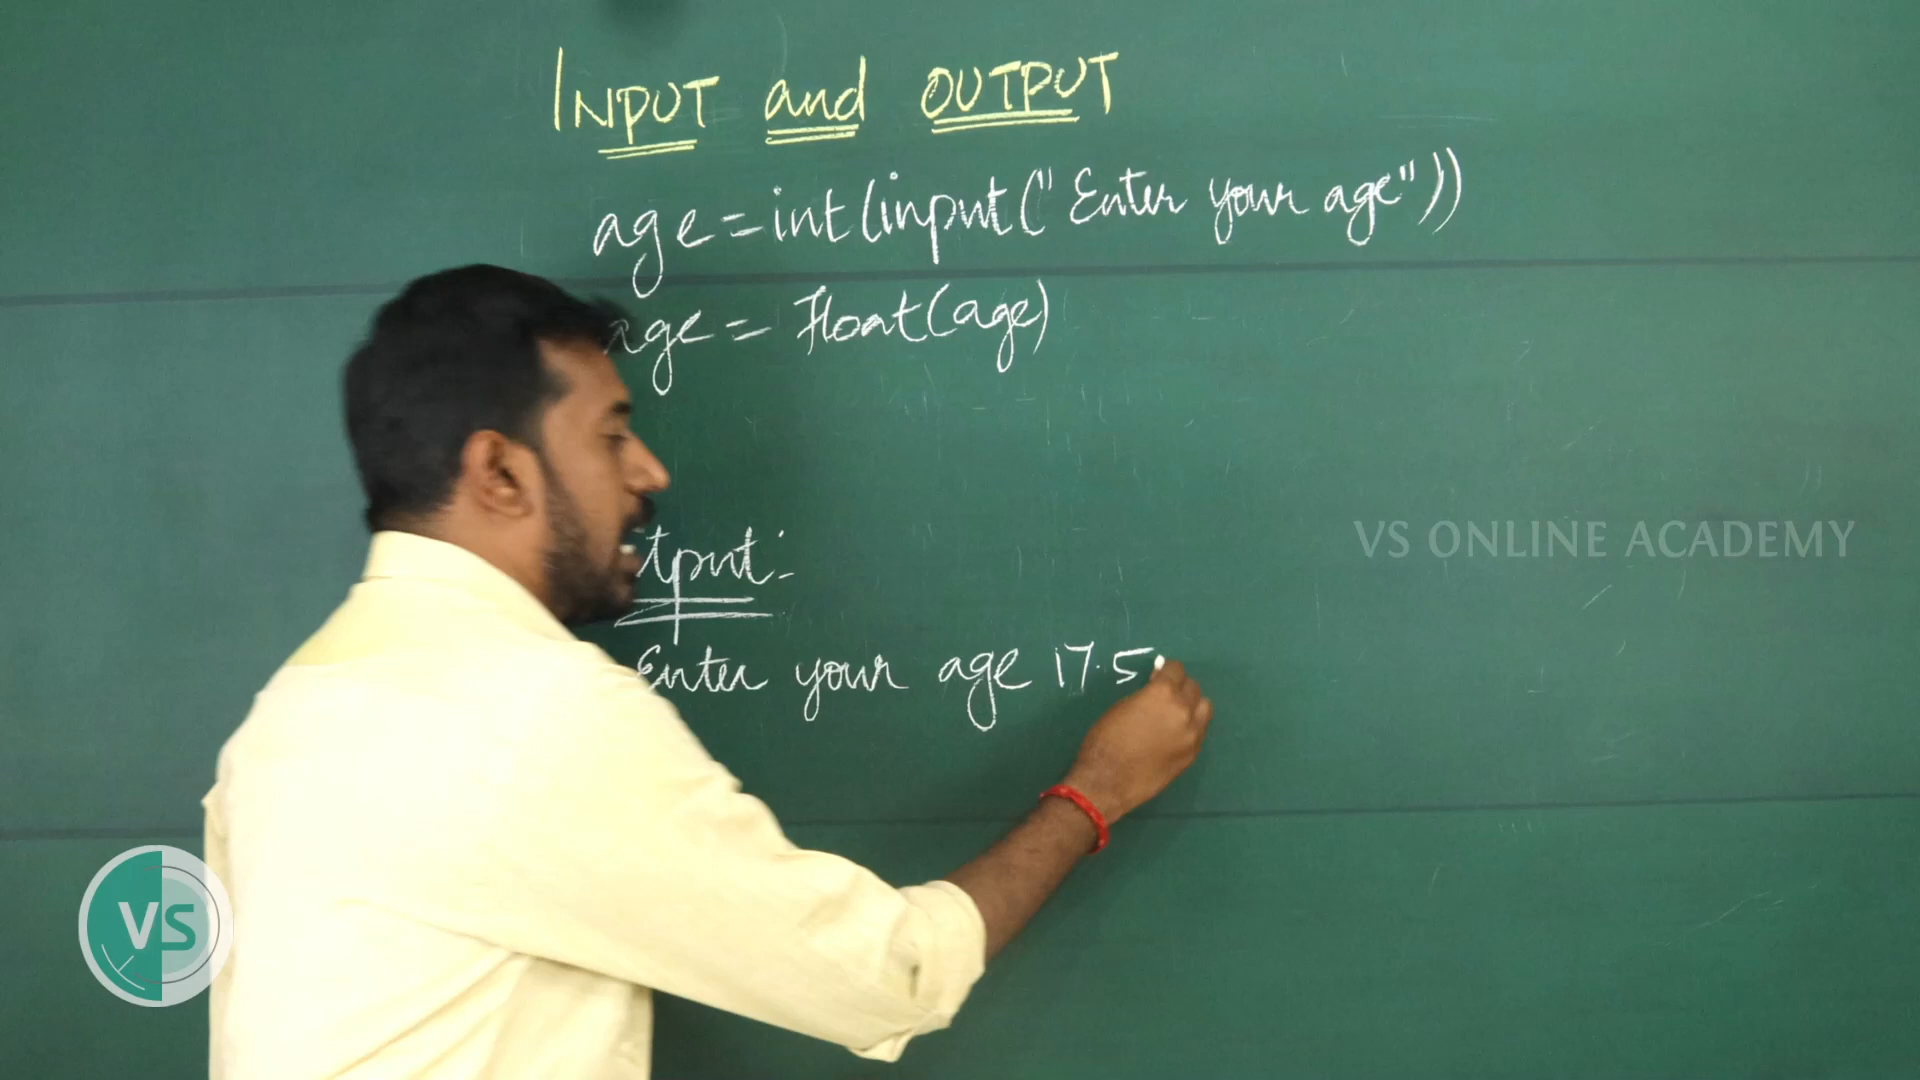 INPUT and OUTPUT
age = int(input("Enter your age"))
age = float(age)
VS ONLINE ACADEMY
Enter your age 17.5
VS